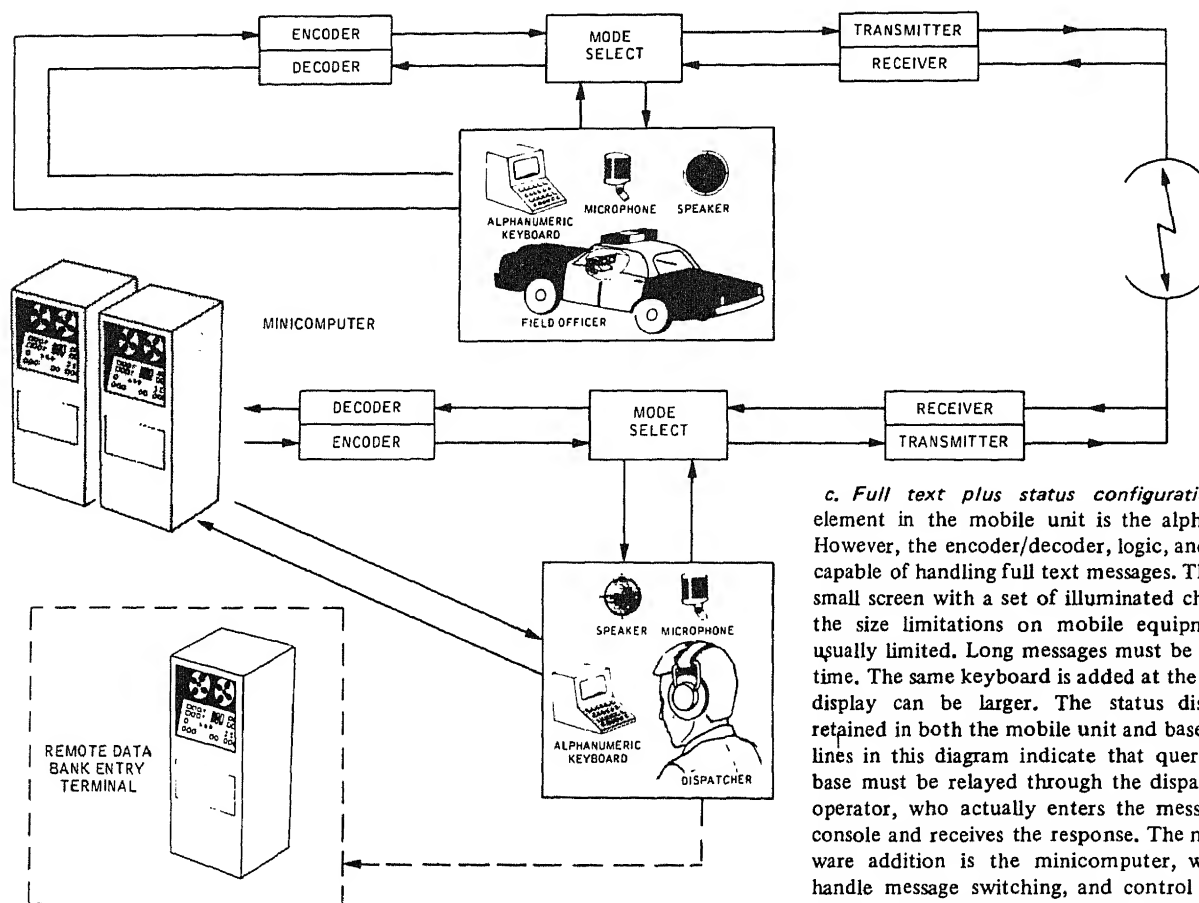 ENCODER
DECODER
MODE
SELECT
TRANSMITTER
RECEIVER
ALPHANUMERIC
KEYBOARD
MICROPHONE
SPEAKER
FIELD OFFICER
MINICOMPUTER
DECODER
ENCODER
MODE
SELECT
RECEIVER
TRANSMITTER
SPEAKER
MICROPHONE
ALPHANUMERIC
KEYBOARD
DISPATCHER
REMOTE DATA
BANK ENTRY
TERMINAL
c. Full text plus status configurati
element in the mobile unit is the alph
However, the encoder/decoder, logic, and
capable of handling full text messages. Th
small screen with a set of illuminated ch
the size limitations on mobile equipm
usually limited. Long messages must be
time. The same keyboard is added at the
display can be larger. The status dis
retained in both the mobile unit and base
lines in this diagram indicate that quer
base must be relayed through the dispa
operator, who actually enters the mess
console and receives the response. The m
ware addition is the minicomputer, w
handle message switching, and control